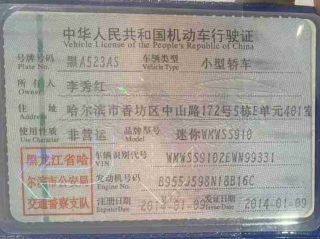 中华人民共和国机动车行驶证
Vehicle License of the People's Republic of China
号牌号码 黑A523AS 车辆类型 小型轿车
Plate No. Vehicle Type
所有人 李秀红
Owner
住址 哈尔滨市香坊区中山路172号S栋E单元401室
Address
使用性质 非营运 品牌型号 迷你WMWSS910
Use Character Model
黑龙江省哈 车辆识别代号 WMWSS9102EWN99331
VIN
尔滨市公安局 发动机号码 B955J598N18B16C
Engine No.
交通警察支队 注册日期 2014-01-09 发证日期 2014-01-09
Register Date Issue Date